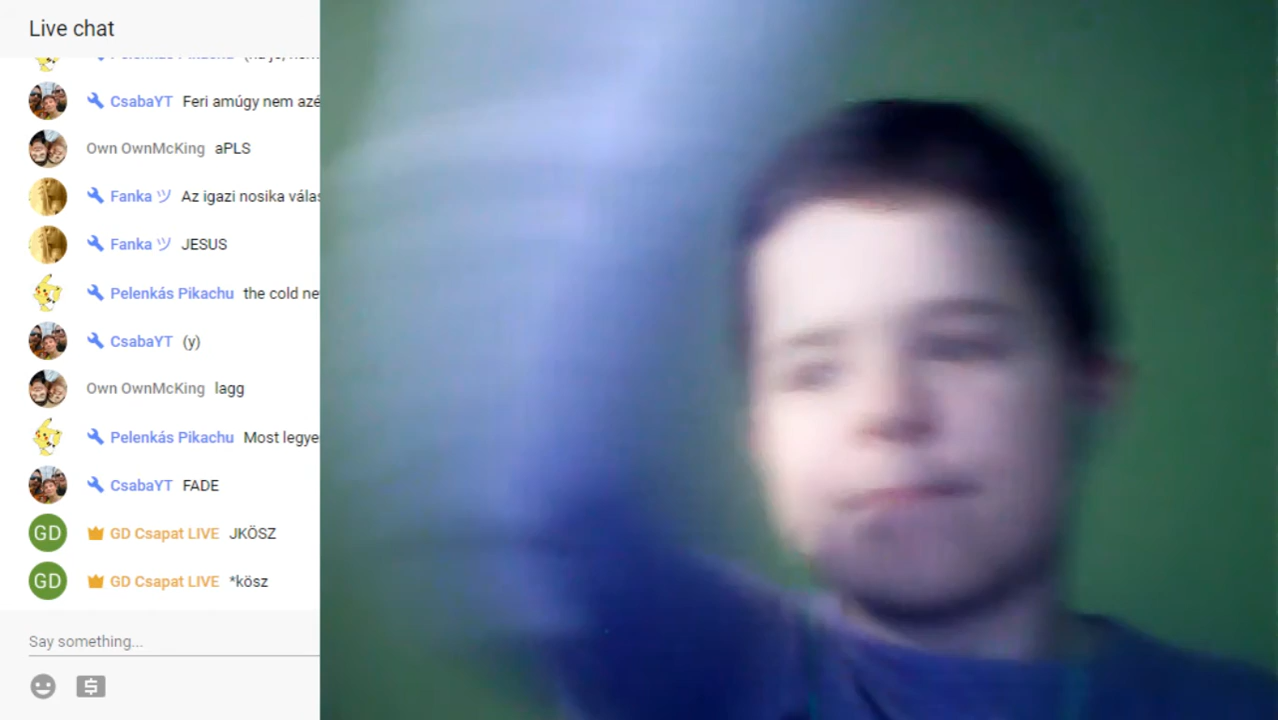 Live chat
CsabaYT Feri amúgy nem azé
Own OwnMcKing aPLS
Fanka ツ Az igazi nosika válas
Fanka ツ JESUS
Pelenkás Pikachu the cold ne
CsabaYT (y)
Own OwnMcKing lagg
Pelenkás Pikachu Most legye
CsabaYT FADE
GD GD Csapat LIVE JKÖSZ
GD GD Csapat LIVE *kösz
Say something...